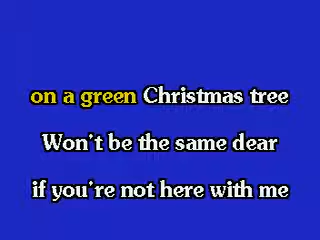 on a green Christmas tree
Won't be the same dear
if you're not here with me